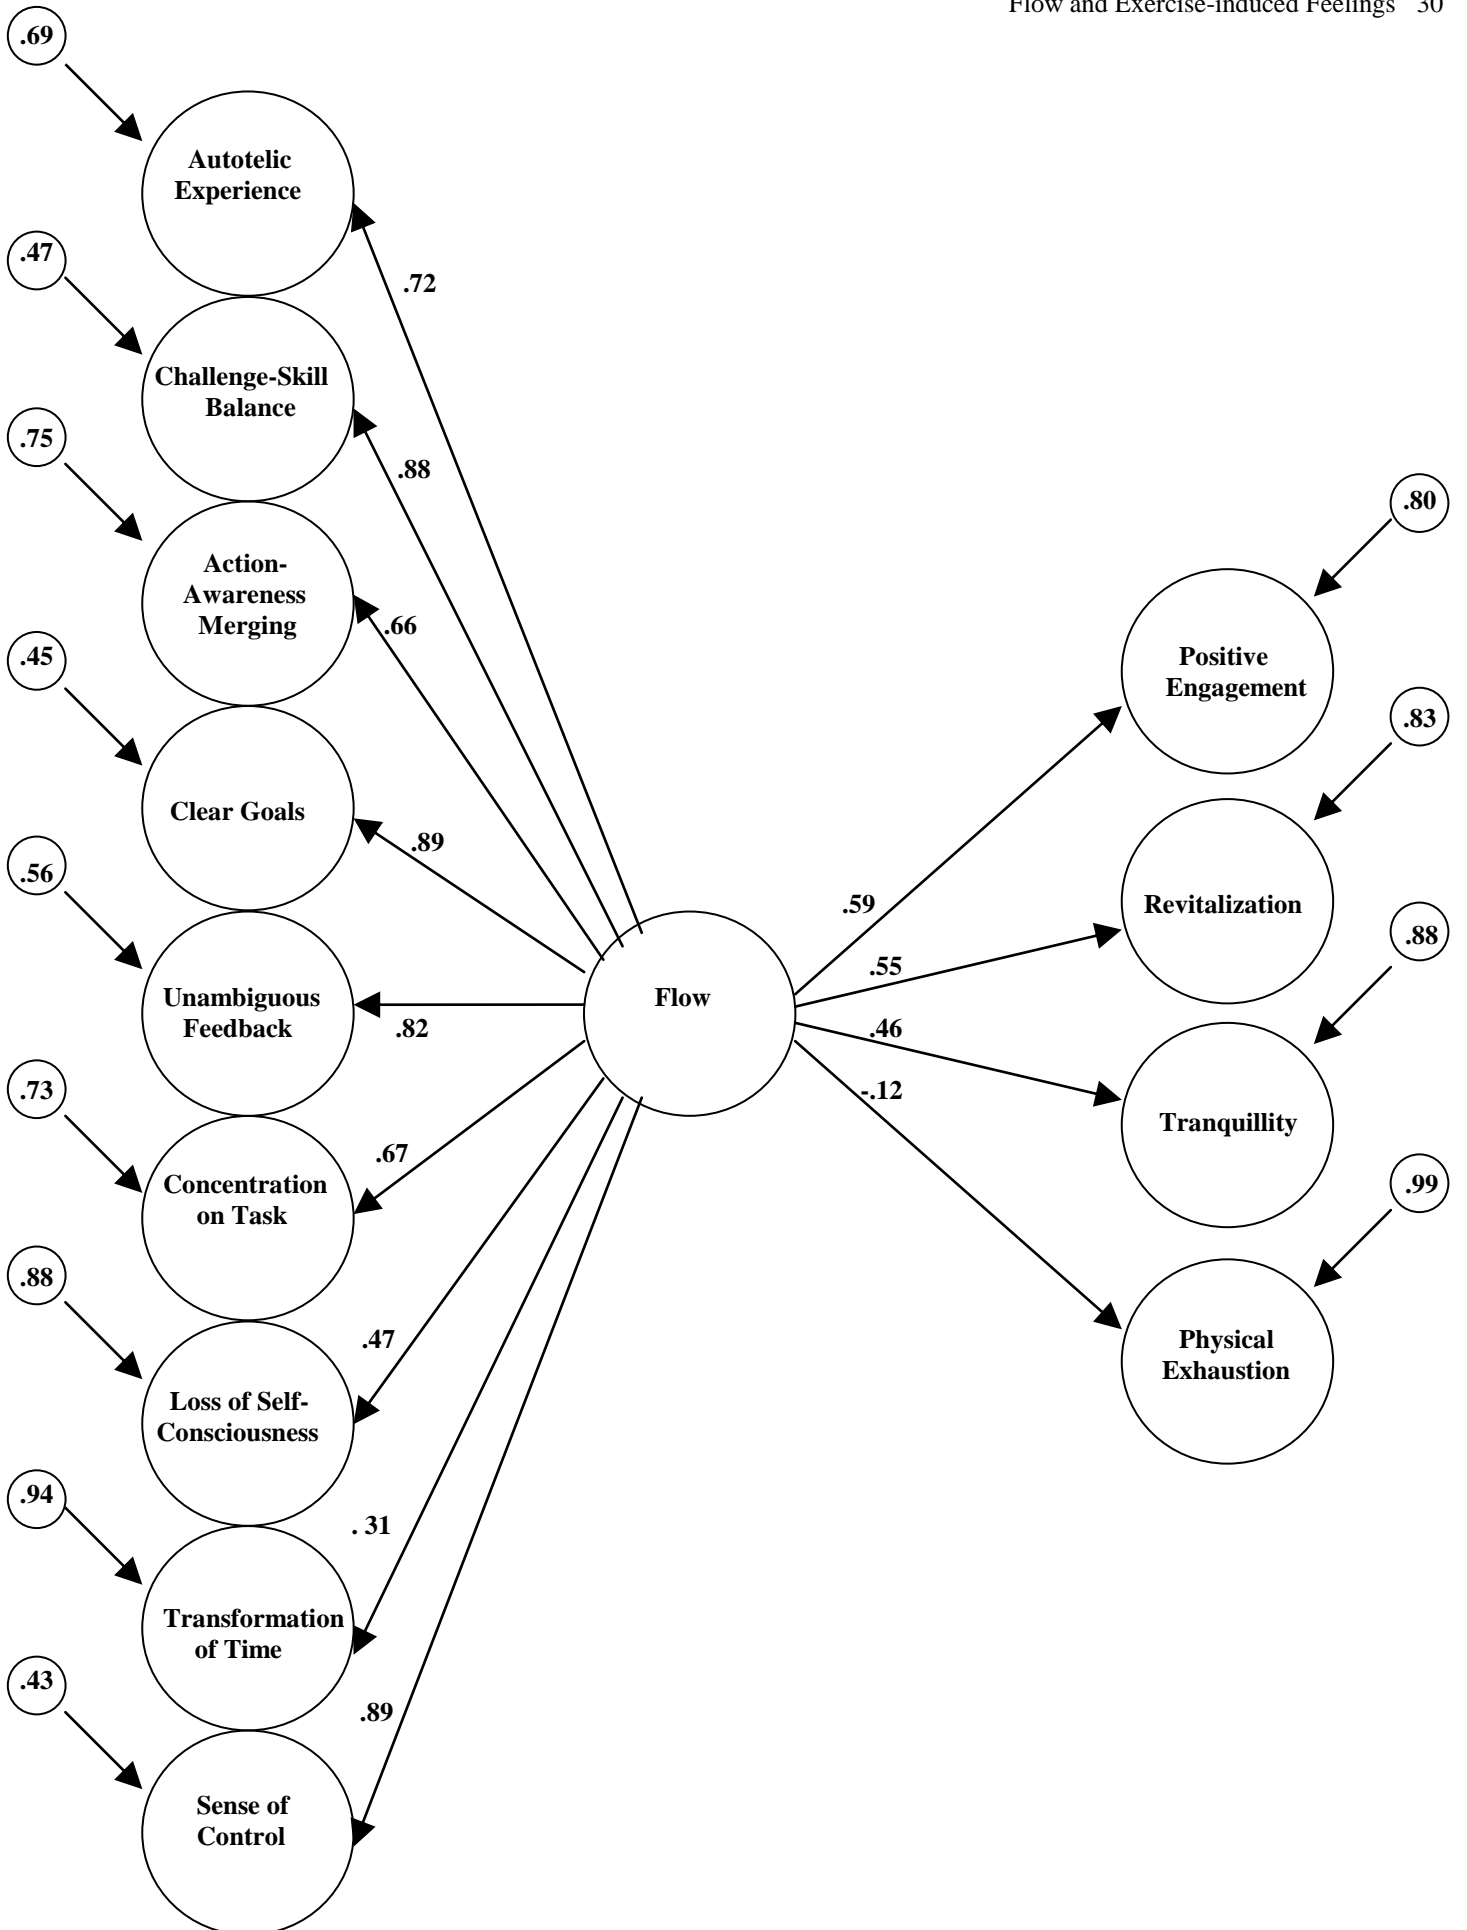 Flow and Exercise-induced Feelings 30
.69
Autotelic
Experience
.72
.47
Challenge-Skill
Balance
.88
.75
Action-
Awareness
Merging
.66
.45
Clear Goals
.89
.56
Unambiguous
Feedback
.82
.73
Concentration
on Task
.67
.88
Loss of Self-
Consciousness
.47
.94
Transformation
of Time
. 31
.43
Sense of
Control
.89
Flow
.59
.55
.46
-.12
.80
Positive
Engagement
.83
Revitalization
.88
Tranquillity
.99
Physical
Exhaustion